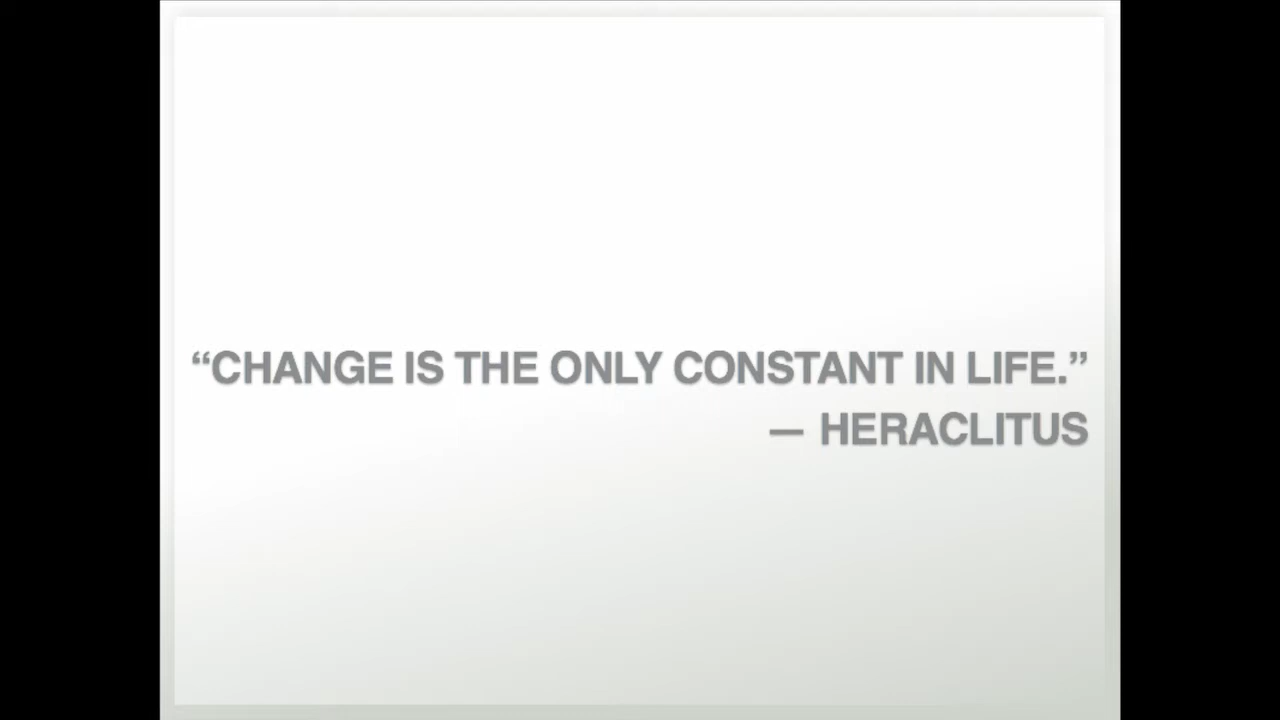 “CHANGE IS THE ONLY CONSTANT IN LIFE.”
— HERACLITUS